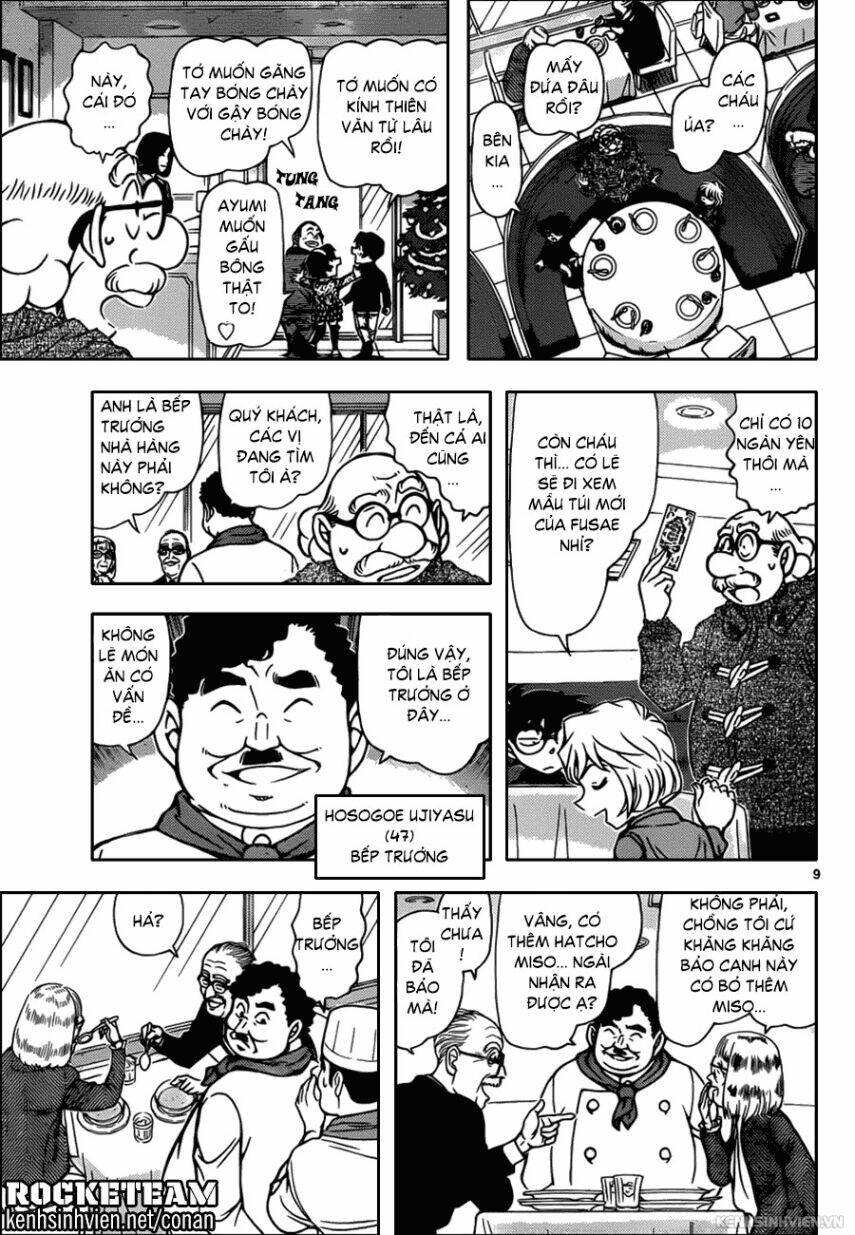 CÁC
CHÁU
...
ỦA?
MẤY
ĐỨA ĐÂU
RỒI?
BÊN
KIA
...
TỚ MUỐN CÓ
KÍNH THIÊN
VĂN TỪ LÂU
RỒI!
TỚ MUỐN GĂNG
TAY BÓNG CHÀY
VỚI GẬY BÓNG
CHÀY!
TUNG
TANG
AYUMI
MUỐN
GẤU
BÔNG
THẬT
TO!
♡
NÀY,
CÁI ĐÓ
...
CHỈ CÓ 10
NGÀN YÊN
THÔI MÀ
...
CÒN CHÁU
THÌ... CÓ LẼ
SẼ ĐI XEM
MẪU TÚI MỚI
CỦA FUSAE
NHỈ?
THẬT LÀ,
ĐẾN CẢ AI
CŨNG
...
QUÝ KHÁCH,
CÁC VỊ
ĐANG TÌM
TÔI À?
ANH LÀ BẾP
TRƯỞNG
NHÀ HÀNG
NÀY PHẢI
KHÔNG?
ĐÚNG VẬY,
TÔI LÀ BẾP
TRƯỞNG Ở
ĐÂY...
KHÔNG
LẼ MÓN
ĂN CÓ
VẤN
ĐỀ...
HOSOGOE UJIYASU
(47)
BẾP TRƯỞNG
9
KHÔNG PHẢI,
CHỒNG TÔI CỨ
KHĂNG KHĂNG
BẢO CANH NÀY
CÓ BỎ THÊM
MISO...
VÂNG, CÓ
THÊM HATCHO
MISO... NGÀI
NHẬN RA
ĐƯỢC Ạ?
THẤY
CHƯA
!
TÔI
ĐÃ
BẢO
MÀ!
BẾP
TRƯỞNG
...
HẢ?
ROCKETEAM
kenhsinhvien.net/conan
KENHSINHVIEN.VN